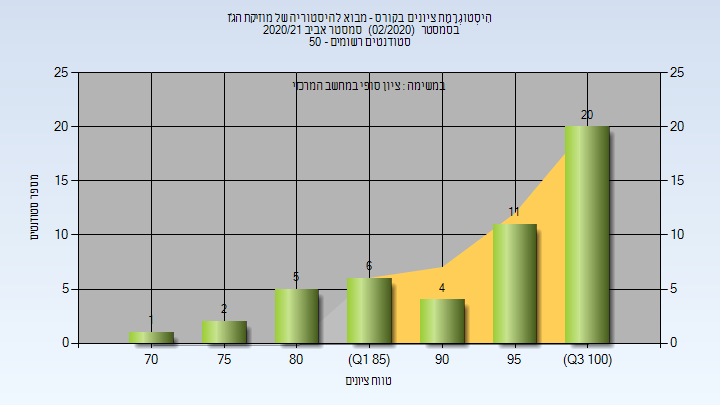 היסטוגרמת ציונים בקורס - מבוא להיסטוריה של מוזיקת הג'ז
בסמסטר (02/2020) סמסטר אביב 2020/21
סטודנטים רשומים - 50
במשימה : ציון סופי במחשב המרכזי
25 25
20 20
15 15
10 10
5 5
0 0
1 2 5 6 4 11 20
70 75 80 (Q1 85) 90 95 (Q3 100)
מספר סטודנטים
טווח ציונים